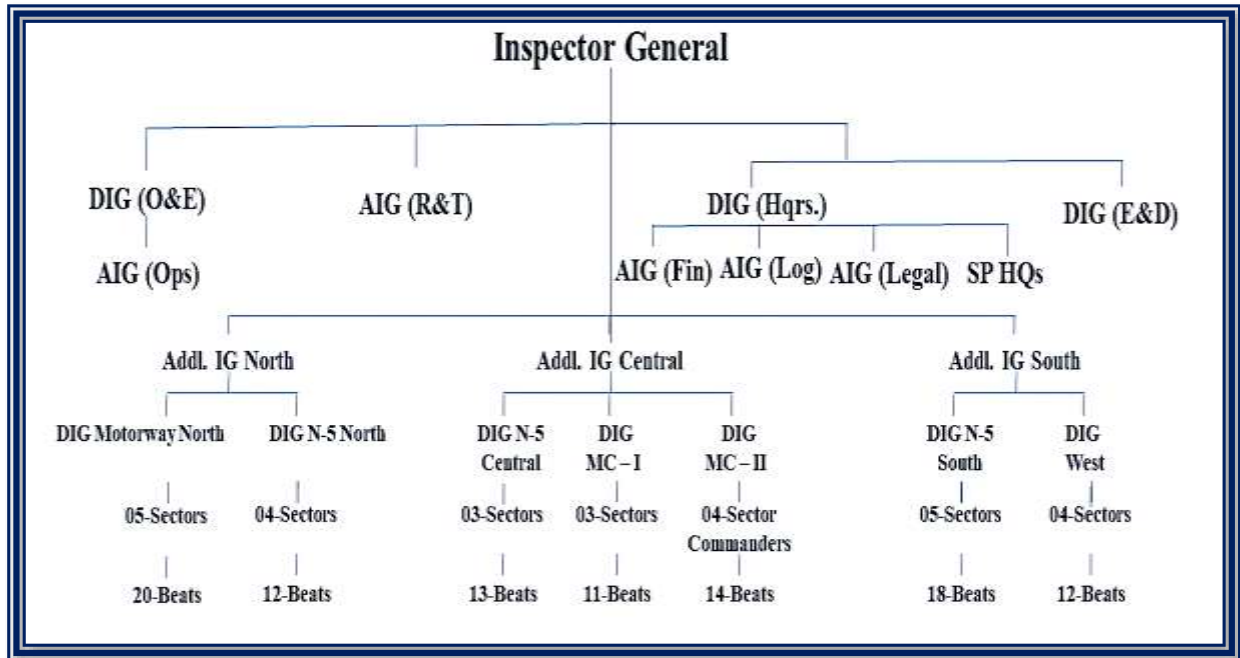 Inspector General
DIG (O&E)
AIG (R&T)
DIG (Hqrs.)
DIG (E&D)
AIG (Ops)
AIG (Fin)
AIG (Log)
AIG (Legal)
SP HQs
Addl. IG North
Addl. IG Central
Addl. IG South
DIG Motorway North
DIG N-5 North
DIG N-5
Central
DIG
MC – I
DIG
MC – II
DIG N-5
South
DIG
West
05-Sectors
04-Sectors
03-Sectors
03-Sectors
04-Sector
Commanders
05-Sectors
04-Sectors
20-Beats
12-Beats
13-Beats
11-Beats
14-Beats
18-Beats
12-Beats